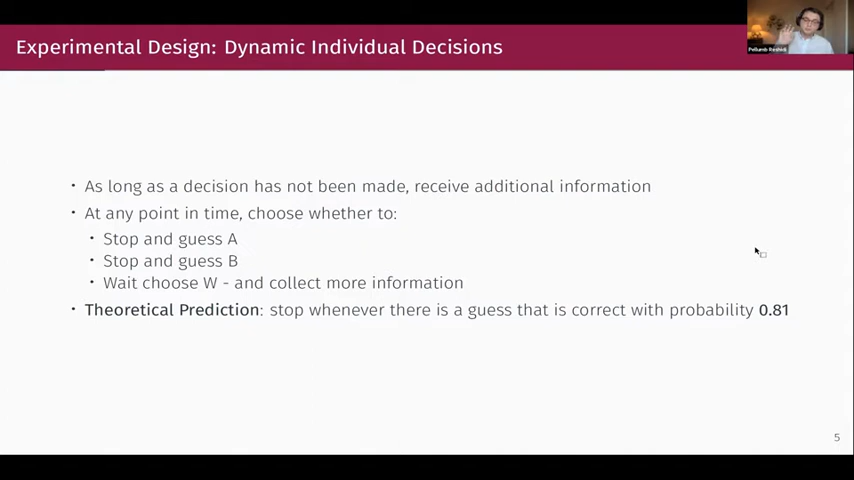 Experimental Design: Dynamic Individual Decisions
Pëllumb Reshidi
• As long as a decision has not been made, receive additional information
• At any point in time, choose whether to:
• Stop and guess A
• Stop and guess B
• Wait choose W - and collect more information
• Theoretical Prediction: stop whenever there is a guess that is correct with probability 0.81
5